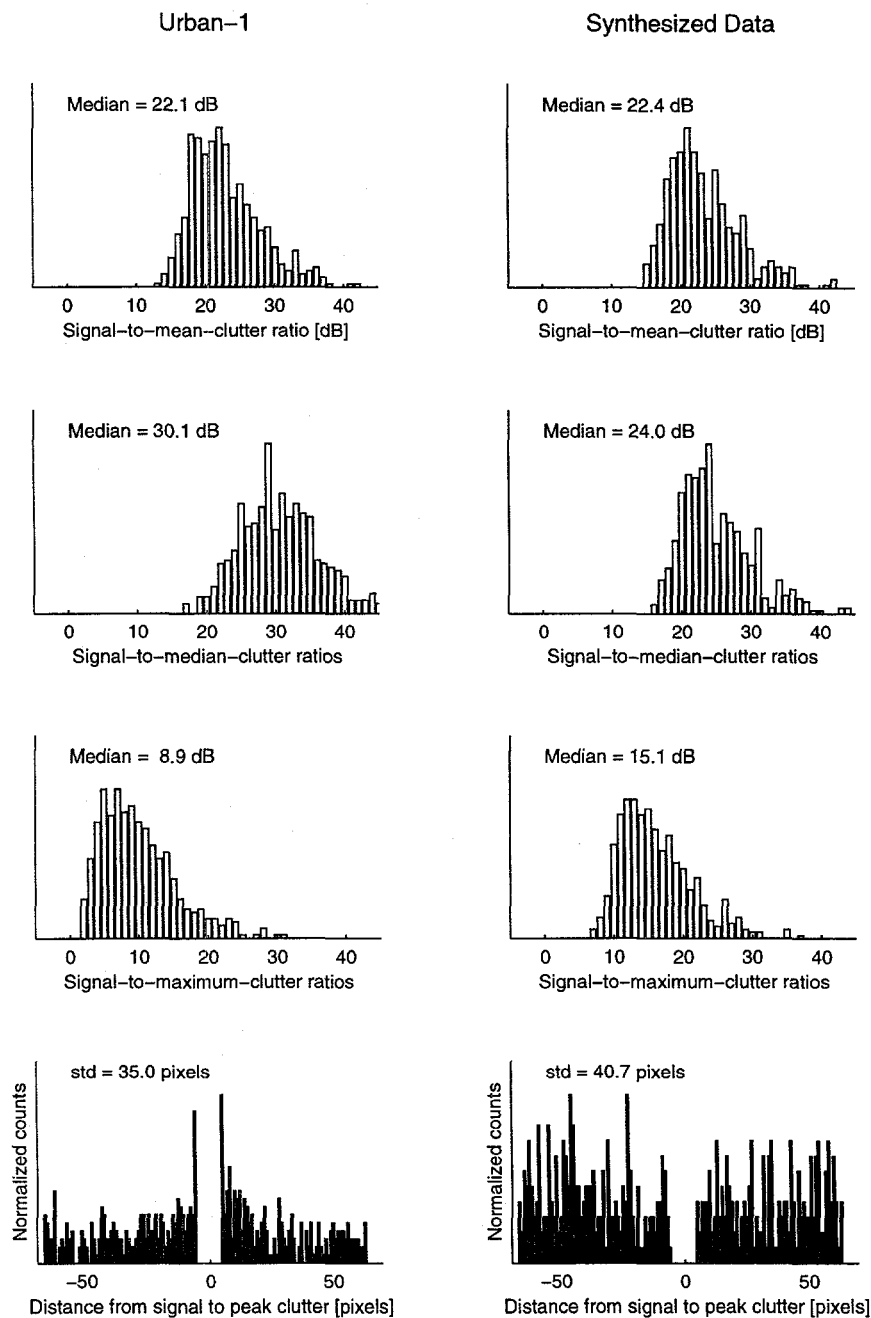 Urban–1
Synthesized Data
Median = 22.1 dB
0 10 20 30 40
Signal–to–mean–clutter ratio [dB]
Median = 22.4 dB
0 10 20 30 40
Signal–to–mean–clutter ratio [dB]
Median = 30.1 dB
0 10 20 30 40
Signal–to–median–clutter ratios
Median = 24.0 dB
0 10 20 30 40
Signal–to–median–clutter ratios
Median = 8.9 dB
0 10 20 30 40
Signal–to–maximum–clutter ratios
Median = 15.1 dB
0 10 20 30 40
Signal–to–maximum–clutter ratios
Normalized counts
std = 35.0 pixels
–50 0 50
Distance from signal to peak clutter [pixels]
Normalized counts
std = 40.7 pixels
–50 0 50
Distance from signal to peak clutter [pixels]